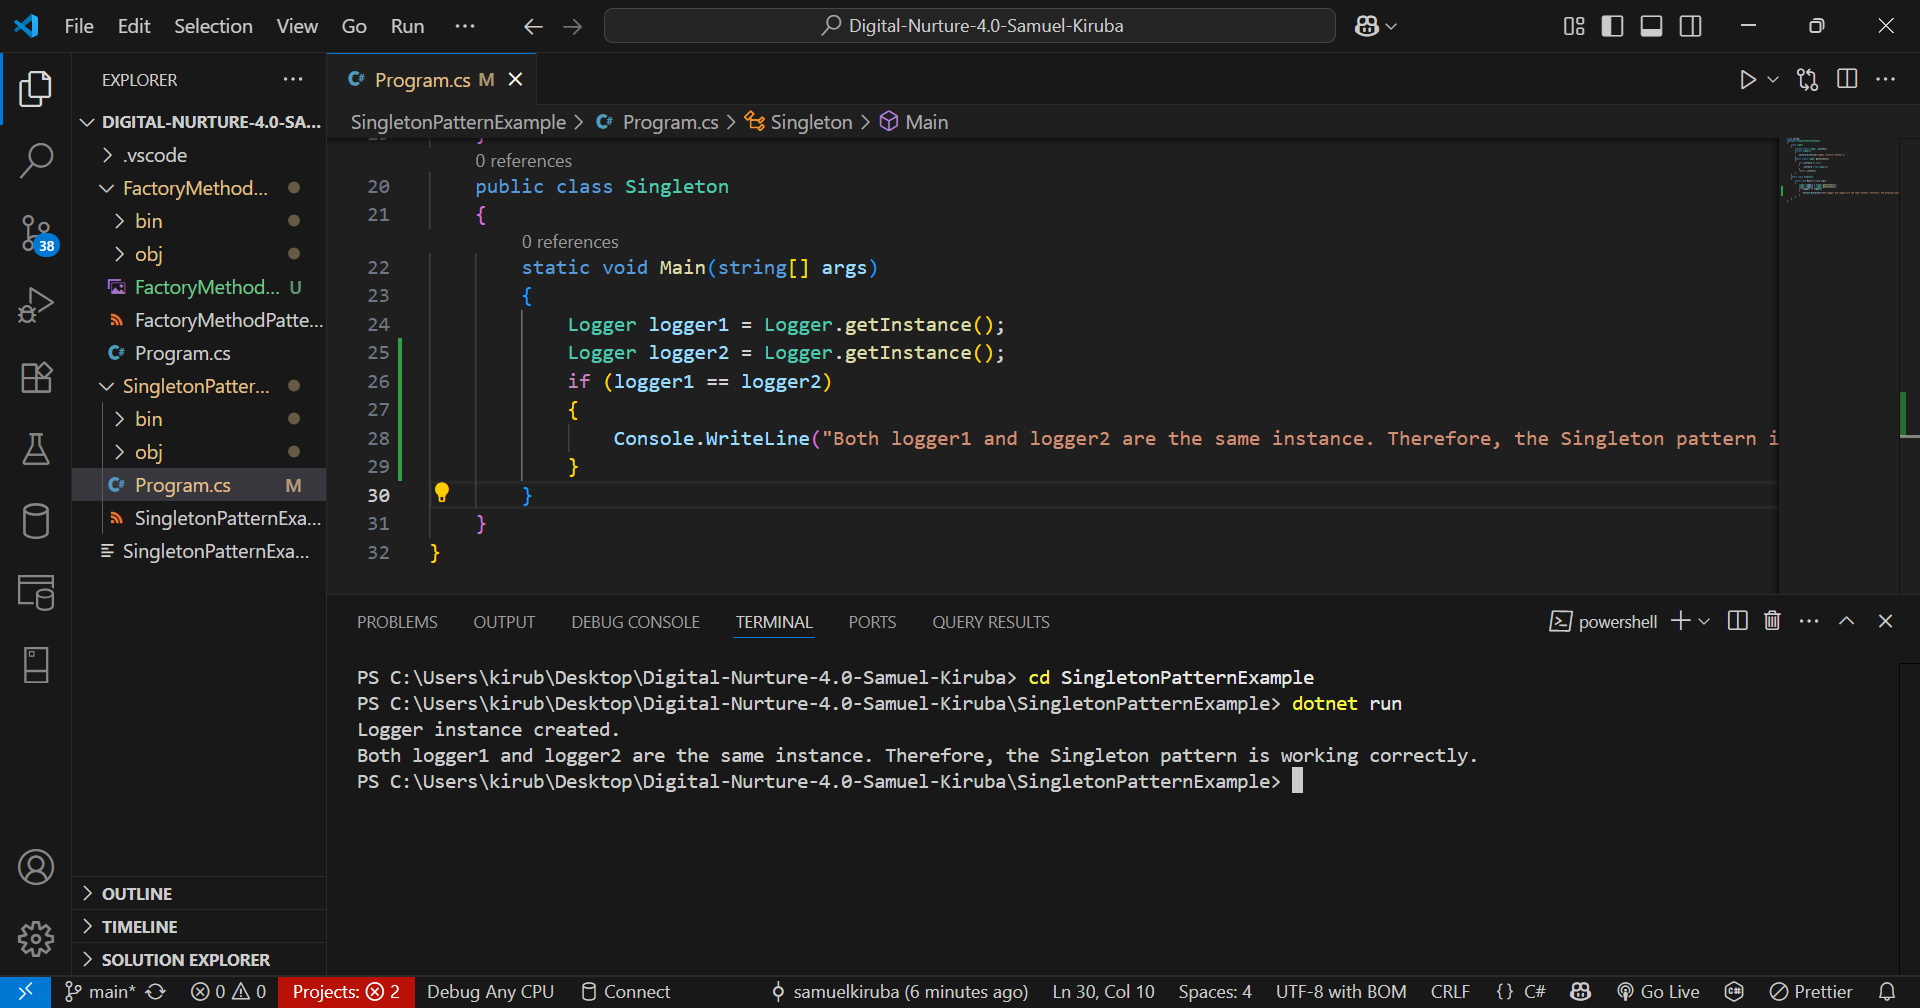 File Edit Selection View Go Run ··· Digital-Nurture-4.0-Samuel-Kiruba
EXPLORER ···
DIGITAL-NURTURE-4.0-SA...
.vscode
FactoryMethod...
bin
obj
FactoryMethod... U
FactoryMethodPatte...
Program.cs
SingletonPatter...
bin
obj
Program.cs M
SingletonPatternExa...
SingletonPatternExa...
38
OUTLINE
TIMELINE
SOLUTION EXPLORER
C# Program.cs M
SingletonPatternExample > C# Program.cs > Singleton > Main
0 references
20 public class Singleton
21 {
0 references
22 static void Main(string[] args)
23 {
24 Logger logger1 = Logger.getInstance();
25 Logger logger2 = Logger.getInstance();
26 if (logger1 == logger2)
27 {
28 Console.WriteLine("Both logger1 and logger2 are the same instance. Therefore, the Singleton pattern i
29 }
30 }
31 }
32 }
PROBLEMS OUTPUT DEBUG CONSOLE TERMINAL PORTS QUERY RESULTS powershell
PS C:\Users\kirub\Desktop\Digital-Nurture-4.0-Samuel-Kiruba> cd SingletonPatternExample
PS C:\Users\kirub\Desktop\Digital-Nurture-4.0-Samuel-Kiruba\SingletonPatternExample> dotnet run
Logger instance created.
Both logger1 and logger2 are the same instance. Therefore, the Singleton pattern is working correctly.
PS C:\Users\kirub\Desktop\Digital-Nurture-4.0-Samuel-Kiruba\SingletonPatternExample>
main* 0 0 Projects: 2 Debug Any CPU Connect samuelkiruba (6 minutes ago) Ln 30, Col 10 Spaces: 4 UTF-8 with BOM CRLF {} C# Go Live Prettier